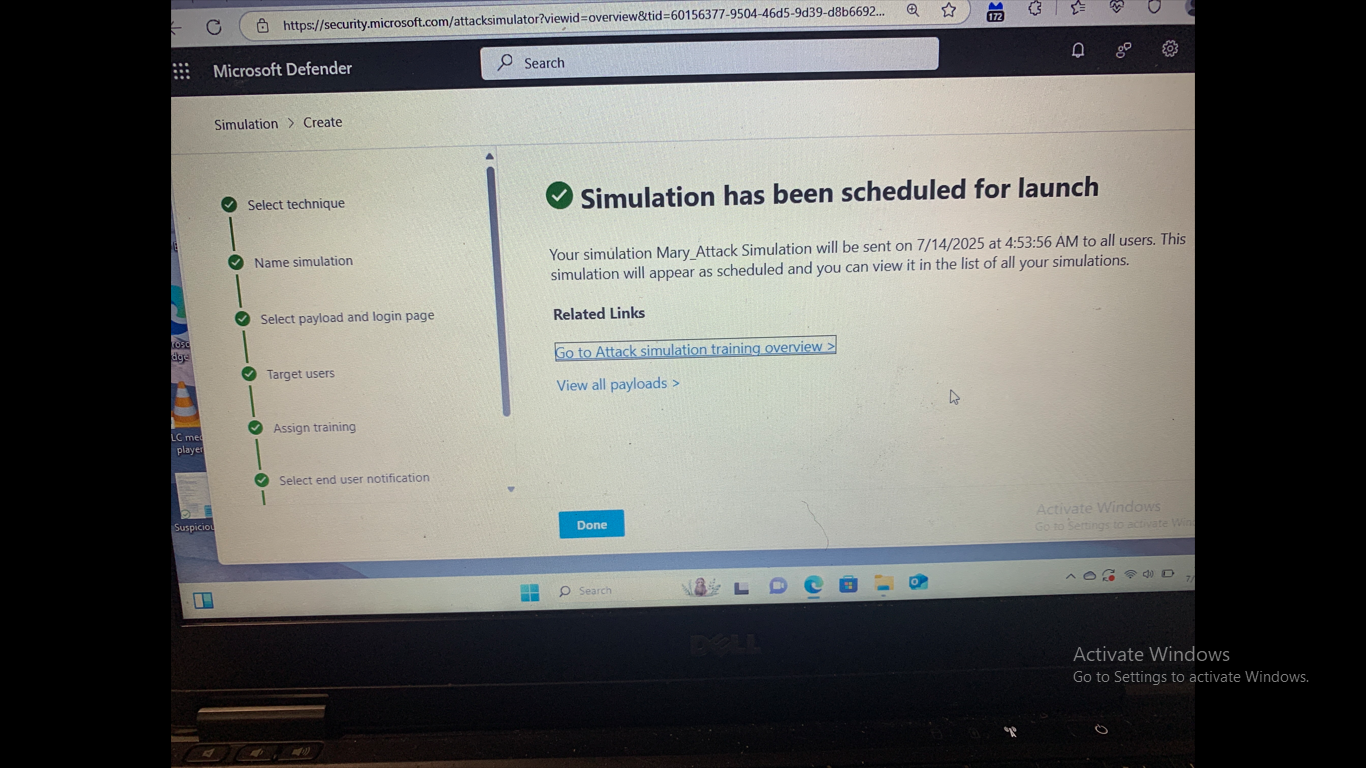 https://security.microsoft.com/attacksimulator?viewid=overview&tid=60156377-9504-46d5-9d39-d8b6692...
172
Microsoft Defender
Search
Simulation > Create
Select technique
Name simulation
Select payload and login page
Target users
Assign training
Select end user notification
Simulation has been scheduled for launch
Your simulation Mary_Attack Simulation will be sent on 7/14/2025 at 4:53:56 AM to all users. This
simulation will appear as scheduled and you can view it in the list of all your simulations.
Related Links
Go to Attack simulation training overview >
View all payloads >
Done
LC
player
Suspiciou
Activate Windows
Go to Settings to activate Win
Search
7/
DELL
Activate Windows
Go to Settings to activate Windows.